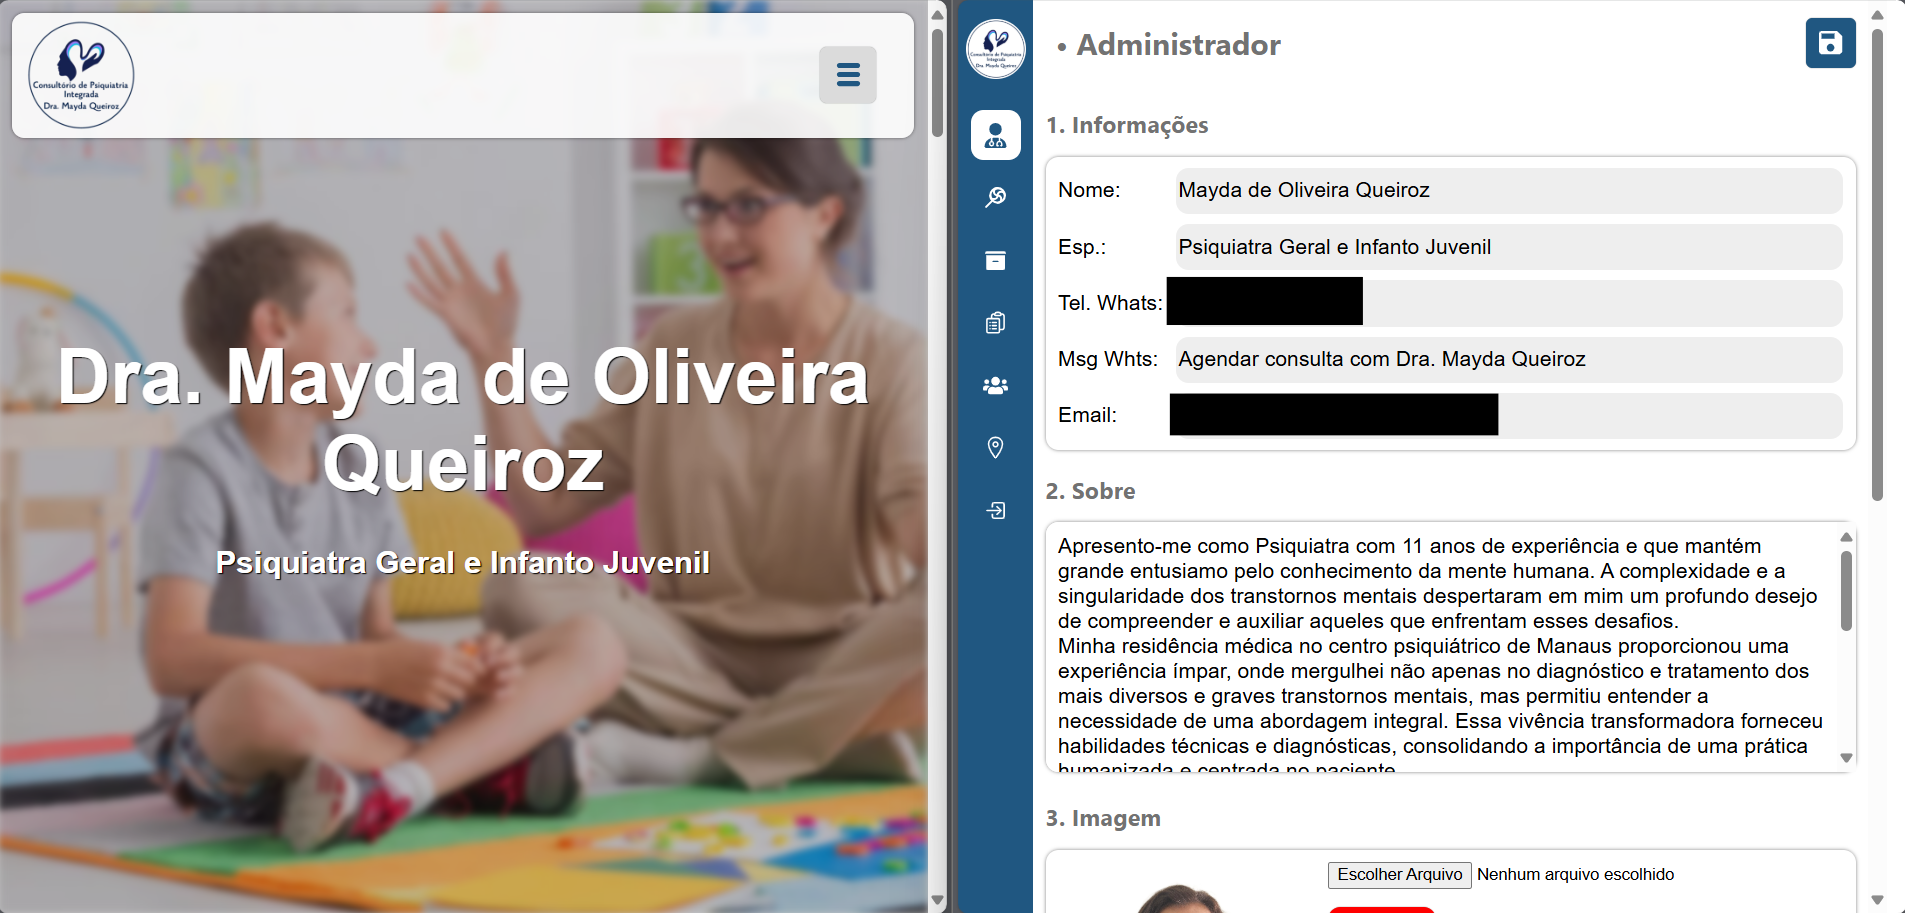 Consultório de Psiquiatria
Integrada
Dra. Mayda Queiroz
Dra. Mayda de Oliveira
Queiroz
Psiquiatra Geral e Infanto Juvenil
Consultório de Psiquiatria
Integrada
Dra. Mayda Queiroz
• Administrador
1. Informações
Nome: Mayda de Oliveira Queiroz
Esp.: Psiquiatra Geral e Infanto Juvenil
Tel. Whats:
Msg Whts: Agendar consulta com Dra. Mayda Queiroz
Email:
2. Sobre
Apresento-me como Psiquiatra com 11 anos de experiência e que mantém
grande entusiamo pelo conhecimento da mente humana. A complexidade e a
singularidade dos transtornos mentais despertaram em mim um profundo desejo
de compreender e auxiliar aqueles que enfrentam esses desafios.
Minha residência médica no centro psiquiátrico de Manaus proporcionou uma
experiência ímpar, onde mergulhei não apenas no diagnóstico e tratamento dos
mais diversos e graves transtornos mentais, mas permitiu entender a
necessidade de uma abordagem integral. Essa vivência transformadora forneceu
habilidades técnicas e diagnósticas, consolidando a importância de uma prática
humanizada e centrada no paciente
3. Imagem
Escolher Arquivo Nenhum arquivo escolhido